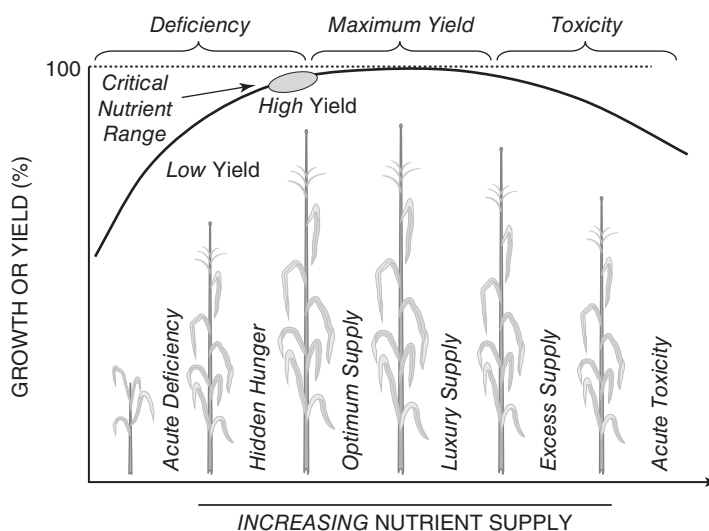 Deficiency
Maximum Yield
Toxicity
100
Critical
Nutrient
Range
High Yield
Low Yield
GROWTH OR YIELD (%)
Acute Deficiency
Hidden Hunger
Optimum Supply
Luxury Supply
Excess Supply
Acute Toxicity
INCREASING NUTRIENT SUPPLY